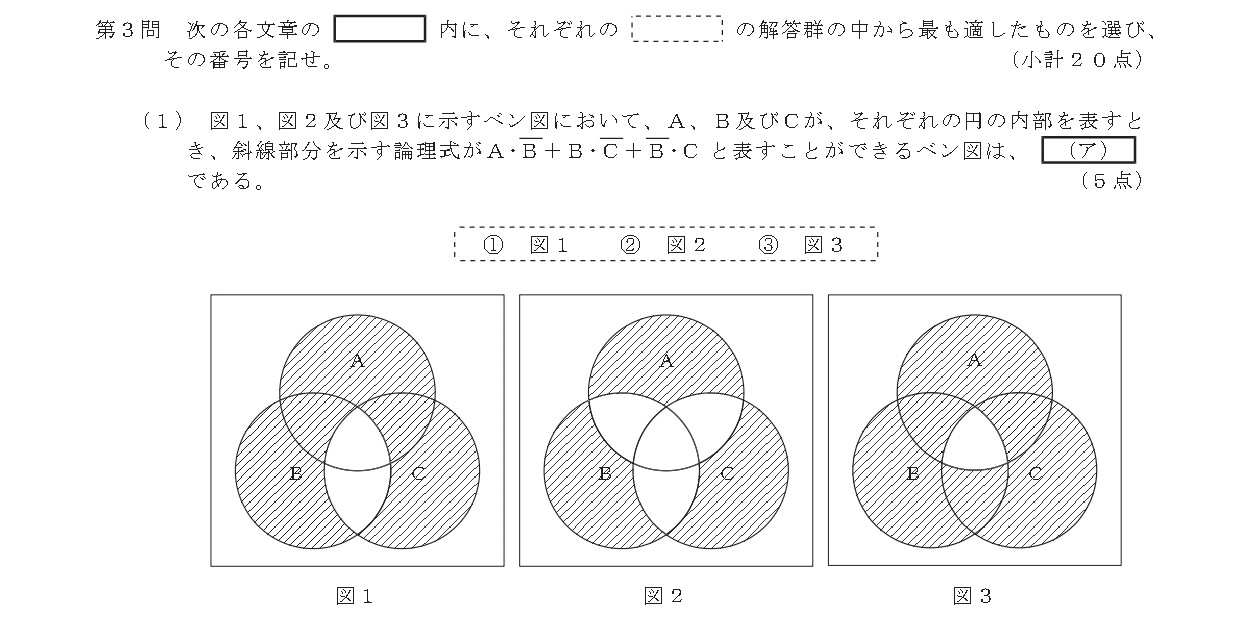 第３問　次の各文章の　　　　内に、それぞれの　　　　の解答群の中から最も適したものを選び、
その番号を記せ。　（小計２０点）
（１）　図１、図２及び図３に示すベン図において、Ａ、Ｂ及びＣが、それぞれの円の内部を表すと
き、斜線部分を示す論理式がＡ・B̅＋Ｂ・C̅＋B̅・Ｃ と表すことができるベン図は、（ア）
である。　（５点）
①　図１　②　図２　③　図３
Ａ　Ａ　Ａ
Ｂ　Ｃ　Ｂ　Ｃ　Ｂ　Ｃ
図１　図２　図３